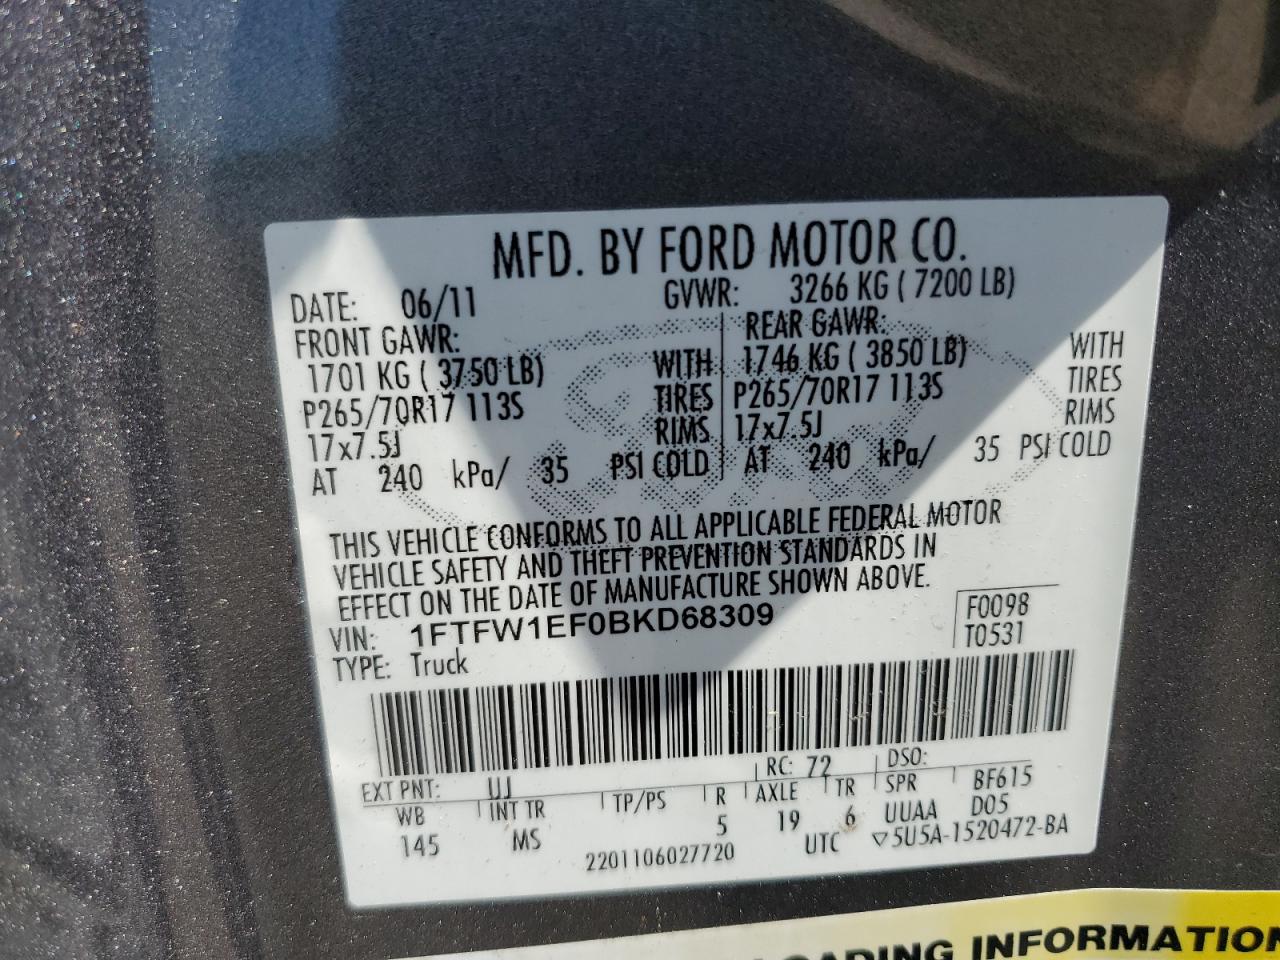 MFD. BY FORD MOTOR CO.
DATE: 06/11 GVWR: 3266 KG ( 7200 LB)
FRONT GAWR: REAR GAWR:
1701 KG ( 3750 LB) WITH 1746 KG ( 3850 LB) WITH
P265/70R17 113S TIRES P265/70R17 113S TIRES
17x7.5J RIMS 17x7.5J RIMS
AT 240 kPa/ 35 PSI COLD AT 240 kPa/ 35 PSI COLD
THIS VEHICLE CONFORMS TO ALL APPLICABLE FEDERAL MOTOR
VEHICLE SAFETY AND THEFT PREVENTION STANDARDS IN
EFFECT ON THE DATE OF MANUFACTURE SHOWN ABOVE.
VIN: 1FTFW1EF0BKD68309 F0098
TYPE: Truck T0531
EXT PNT: UJ RC: 72 DSO:
WB INT TR TP/PS R AXLE TR SPR BF615
145 MS 5 19 6 UUAA D05
2201106027720 UTC ▽5U5A-1520472-BA
LOADING INFORMATION